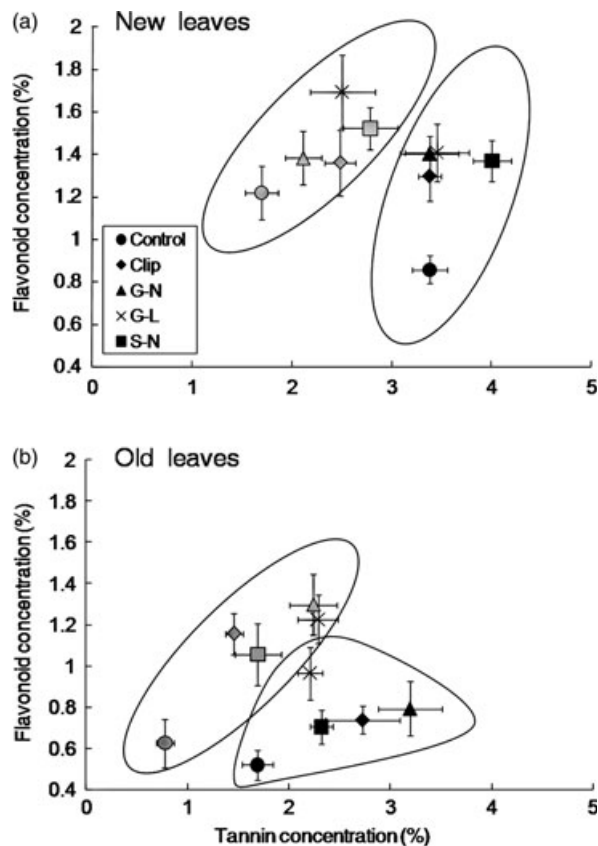 (a) New leaves
Flavonoid concentration (%)
2
1.8
1.6
1.4
1.2
1
0.8
0.6
0.4
Control
Clip
G-N
G-L
S-N
0 1 2 3 4 5
(b) Old leaves
Flavonoid concentration (%)
2
1.8
1.6
1.4
1.2
1
0.8
0.6
0.4
0 1 2 3 4 5
Tannin concentration (%)